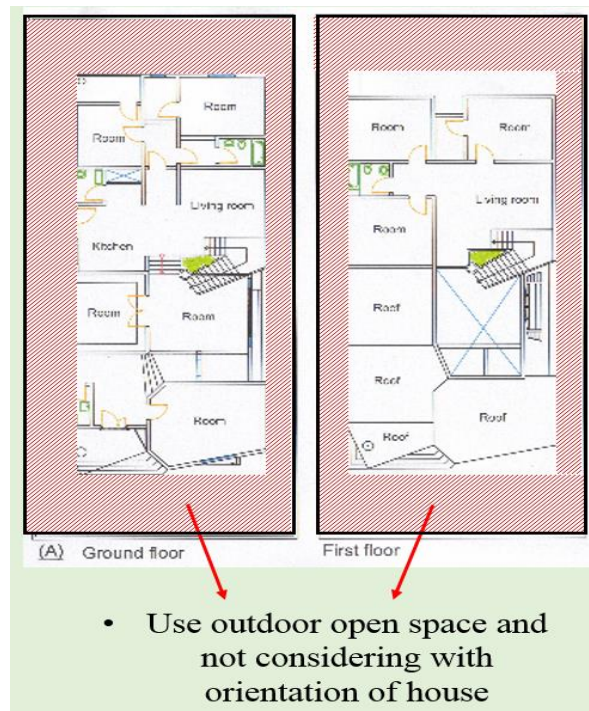 Room
Room
Living room
Kitchen
Room
Room
Room
(A) Ground floor
Room
Room
Living room
Room
Roof
Roof
Roof
Roof
First floor
• Use outdoor open space and
not considering with
orientation of house